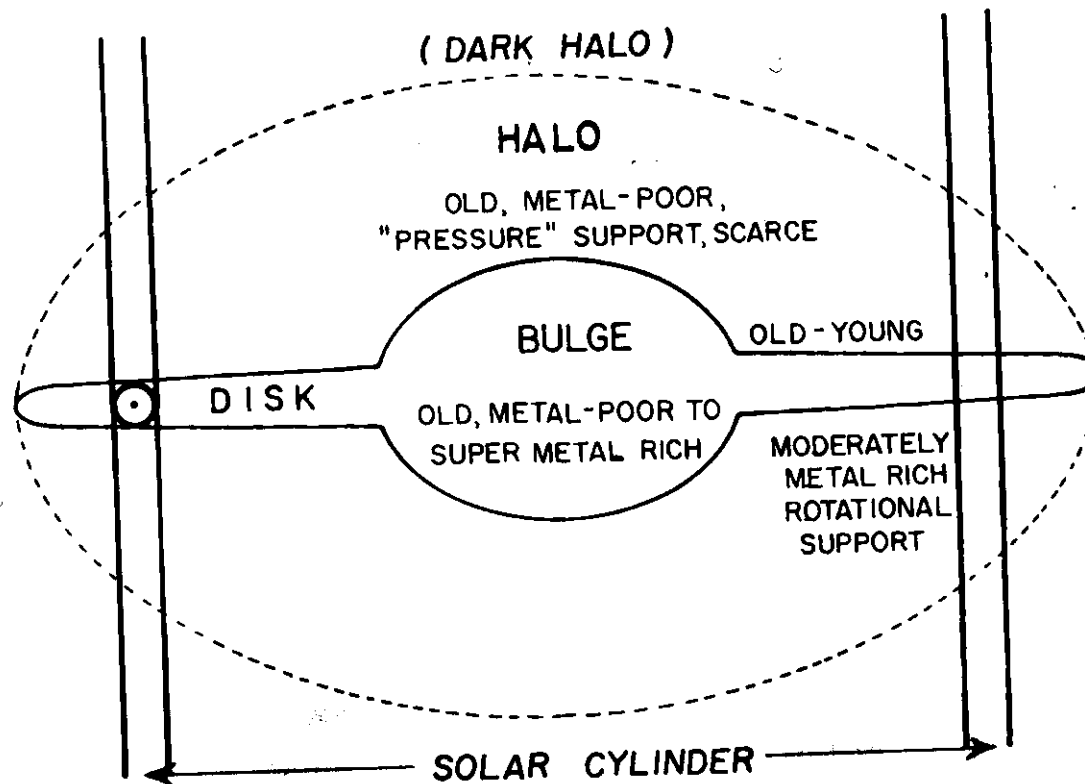 ( DARK HALO )
HALO
OLD, METAL-POOR,
"PRESSURE" SUPPORT, SCARCE
BULGE
OLD-YOUNG
DISK
OLD, METAL-POOR TO
SUPER METAL RICH
MODERATELY
METAL RICH
ROTATIONAL
SUPPORT
SOLAR CYLINDER